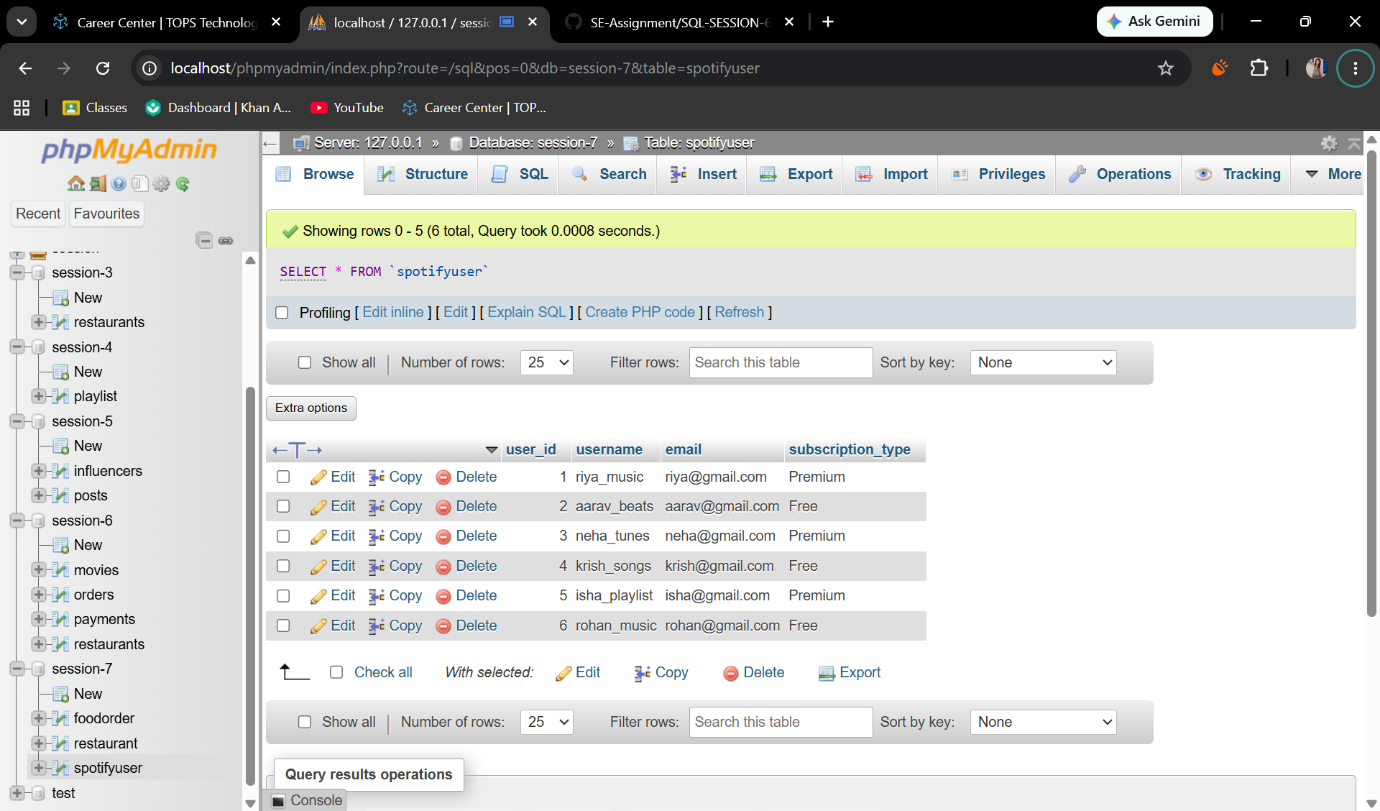 Career Center | TOPS Technolog
localhost / 127.0.0.1 / sessio
SE-Assignment/SQL-SESSION-6
Ask Gemini
localhost/phpmyadmin/index.php?route=/sql&pos=0&db=session-7&table=spotifyuser
Classes
Dashboard | Khan A...
YouTube
Career Center | TOP...
phpMyAdmin
Recent Favourites
session-3
New
restaurants
session-4
New
playlist
session-5
New
influencers
posts
session-6
New
movies
orders
payments
restaurants
session-7
New
foodorder
restaurant
spotifyuser
test
Server: 127.0.0.1 » Database: session-7 » Table: spotifyuser
Browse Structure SQL Search Insert Export Import Privileges Operations Tracking More
Showing rows 0 - 5 (6 total, Query took 0.0008 seconds.)
SELECT * FROM `spotifyuser`
Profiling [ Edit inline ] [ Edit ] [ Explain SQL ] [ Create PHP code ] [ Refresh ]
Show all | Number of rows: 25 Filter rows: Search this table Sort by key: None
Extra options
←T→ user_id username email subscription_type
Edit Copy Delete 1 riya_music riya@gmail.com Premium
Edit Copy Delete 2 aarav_beats aarav@gmail.com Free
Edit Copy Delete 3 neha_tunes neha@gmail.com Premium
Edit Copy Delete 4 krish_songs krish@gmail.com Free
Edit Copy Delete 5 isha_playlist isha@gmail.com Premium
Edit Copy Delete 6 rohan_music rohan@gmail.com Free
Check all With selected: Edit Copy Delete Export
Show all | Number of rows: 25 Filter rows: Search this table Sort by key: None
Query results operations
Console